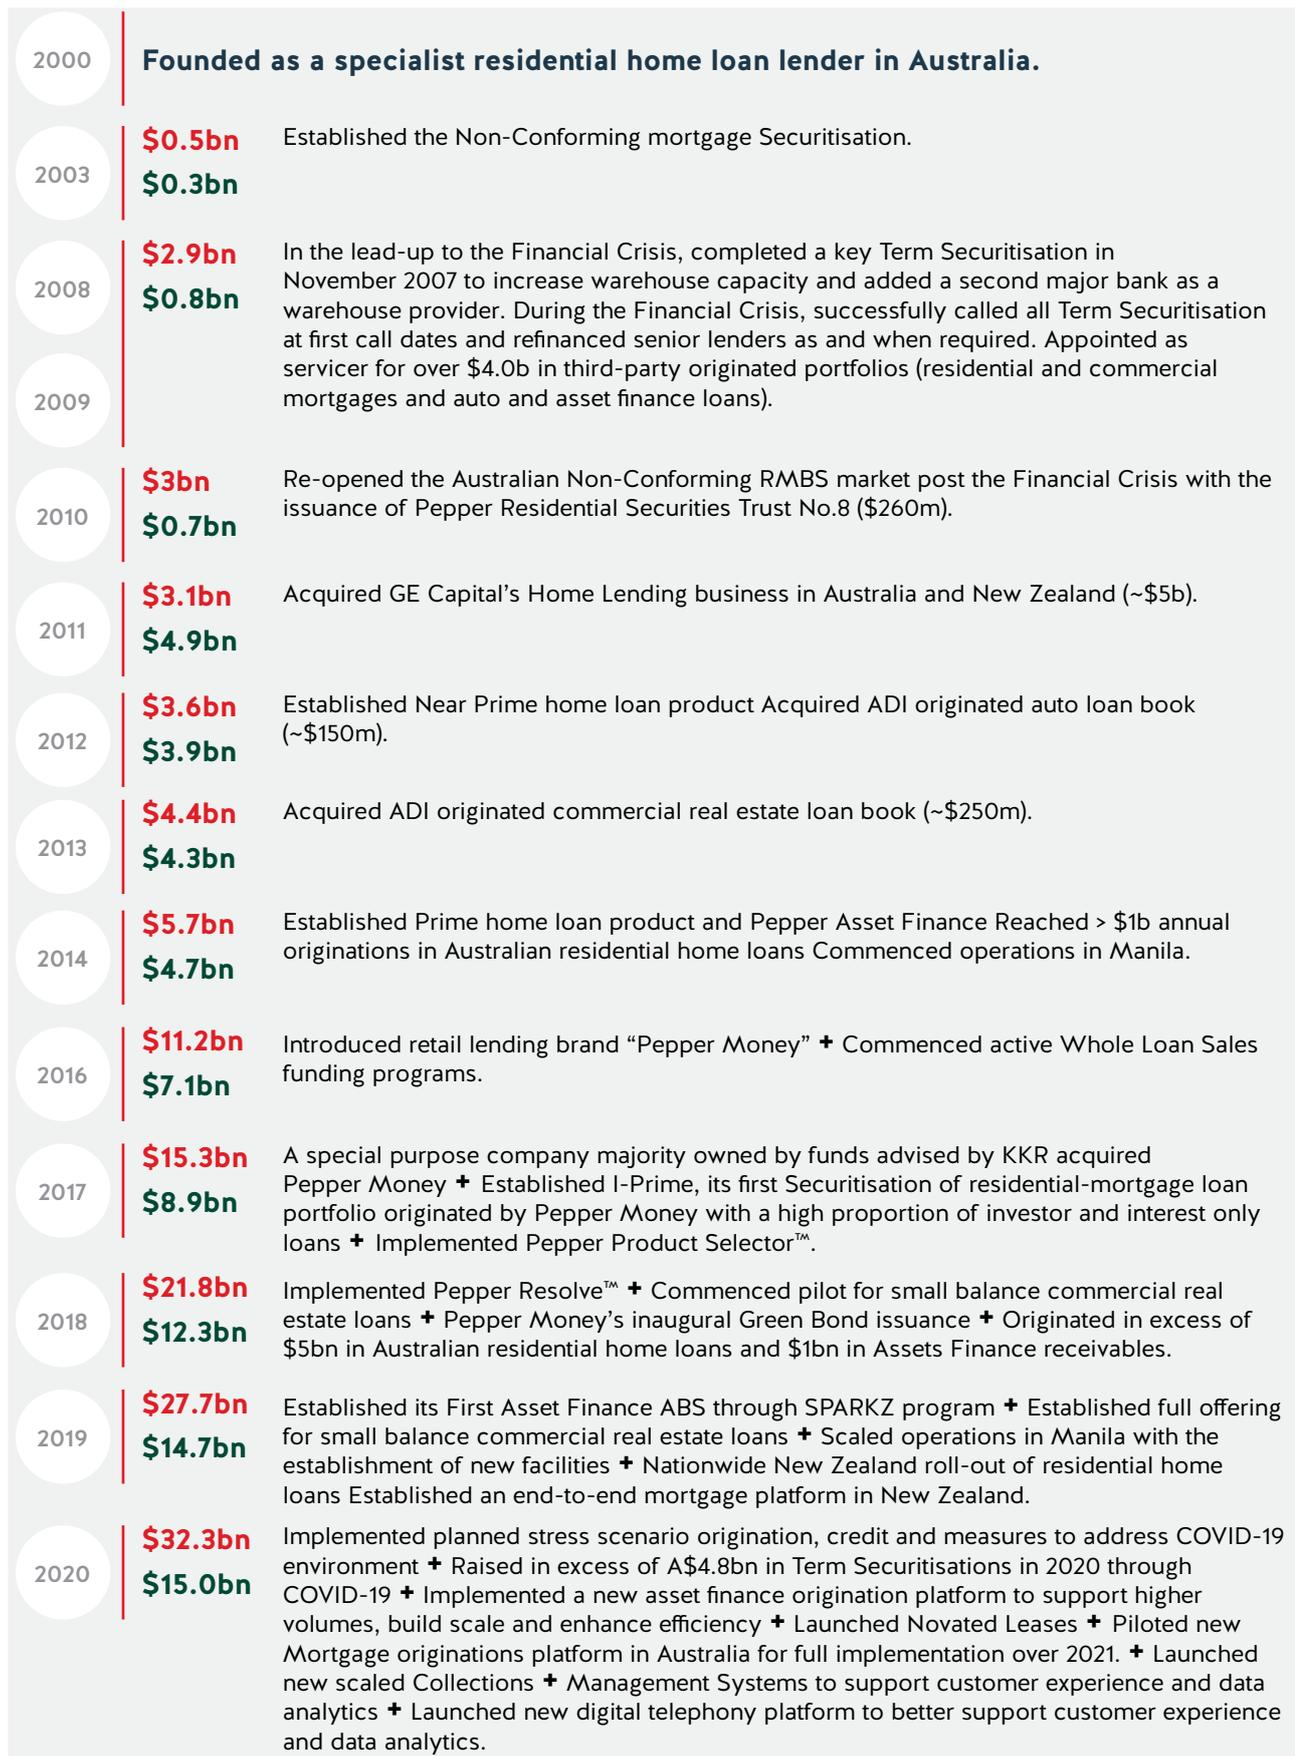 2000
Founded as a specialist residential home loan lender in Australia.
2003
$0.5bn
$0.3bn
Established the Non-Conforming mortgage Securitisation.
2008
2009
$2.9bn
$0.8bn
In the lead-up to the Financial Crisis, completed a key Term Securitisation in
November 2007 to increase warehouse capacity and added a second major bank as a
warehouse provider. During the Financial Crisis, successfully called all Term Securitisation
at first call dates and refinanced senior lenders as and when required. Appointed as
servicer for over $4.0b in third-party originated portfolios (residential and commercial
mortgages and auto and asset finance loans).
2010
$3bn
$0.7bn
Re-opened the Australian Non-Conforming RMBS market post the Financial Crisis with the
issuance of Pepper Residential Securities Trust No.8 ($260m).
2011
$3.1bn
$4.9bn
Acquired GE Capital’s Home Lending business in Australia and New Zealand (~$5b).
2012
$3.6bn
$3.9bn
Established Near Prime home loan product Acquired ADI originated auto loan book
(~$150m).
2013
$4.4bn
$4.3bn
Acquired ADI originated commercial real estate loan book (~$250m).
2014
$5.7bn
$4.7bn
Established Prime home loan product and Pepper Asset Finance Reached > $1b annual
originations in Australian residential home loans Commenced operations in Manila.
2016
$11.2bn
$7.1bn
Introduced retail lending brand “Pepper Money” + Commenced active Whole Loan Sales
funding programs.
2017
$15.3bn
$8.9bn
A special purpose company majority owned by funds advised by KKR acquired
Pepper Money + Established I-Prime, its first Securitisation of residential-mortgage loan
portfolio originated by Pepper Money with a high proportion of investor and interest only
loans + Implemented Pepper Product Selector™.
2018
$21.8bn
$12.3bn
Implemented Pepper Resolve™ + Commenced pilot for small balance commercial real
estate loans + Pepper Money’s inaugural Green Bond issuance + Originated in excess of
$5bn in Australian residential home loans and $1bn in Assets Finance receivables.
2019
$27.7bn
$14.7bn
Established its First Asset Finance ABS through SPARKZ program + Established full offering
for small balance commercial real estate loans + Scaled operations in Manila with the
establishment of new facilities + Nationwide New Zealand roll-out of residential home
loans Established an end-to-end mortgage platform in New Zealand.
2020
$32.3bn
$15.0bn
Implemented planned stress scenario origination, credit and measures to address COVID-19
environment + Raised in excess of A$4.8bn in Term Securitisations in 2020 through
COVID-19 + Implemented a new asset finance origination platform to support higher
volumes, build scale and enhance efficiency + Launched Novated Leases + Piloted new
Mortgage originations platform in Australia for full implementation over 2021. + Launched
new scaled Collections + Management Systems to support customer experience and data
analytics + Launched new digital telephony platform to better support customer experience
and data analytics.